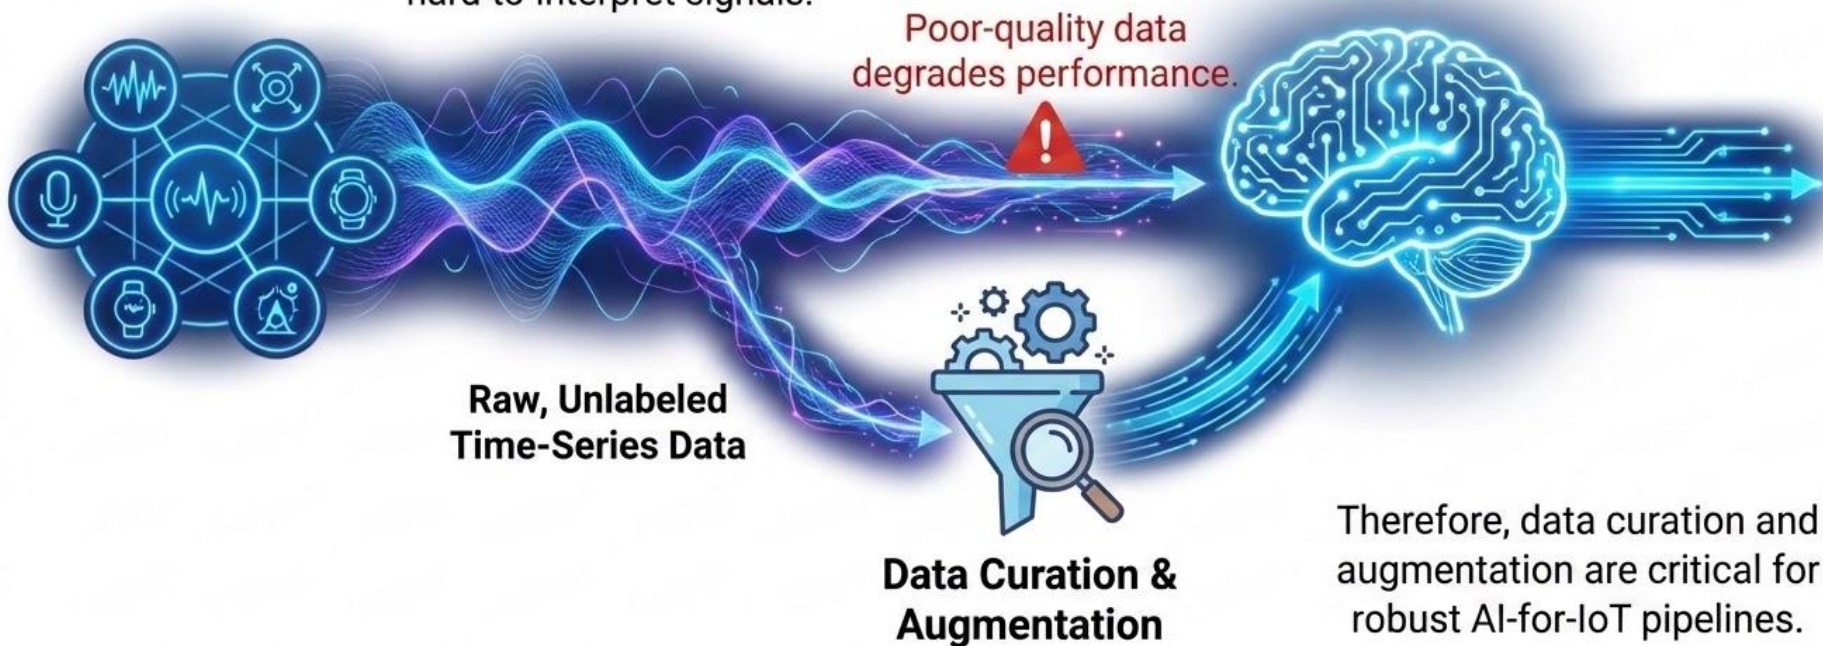 hard-to-interpret signals.
Poor-quality data
degrades performance.
Raw, Unlabeled
Time-Series Data
Data Curation &
Augmentation
Therefore, data curation and
augmentation are critical for
robust AI-for-IoT pipelines.